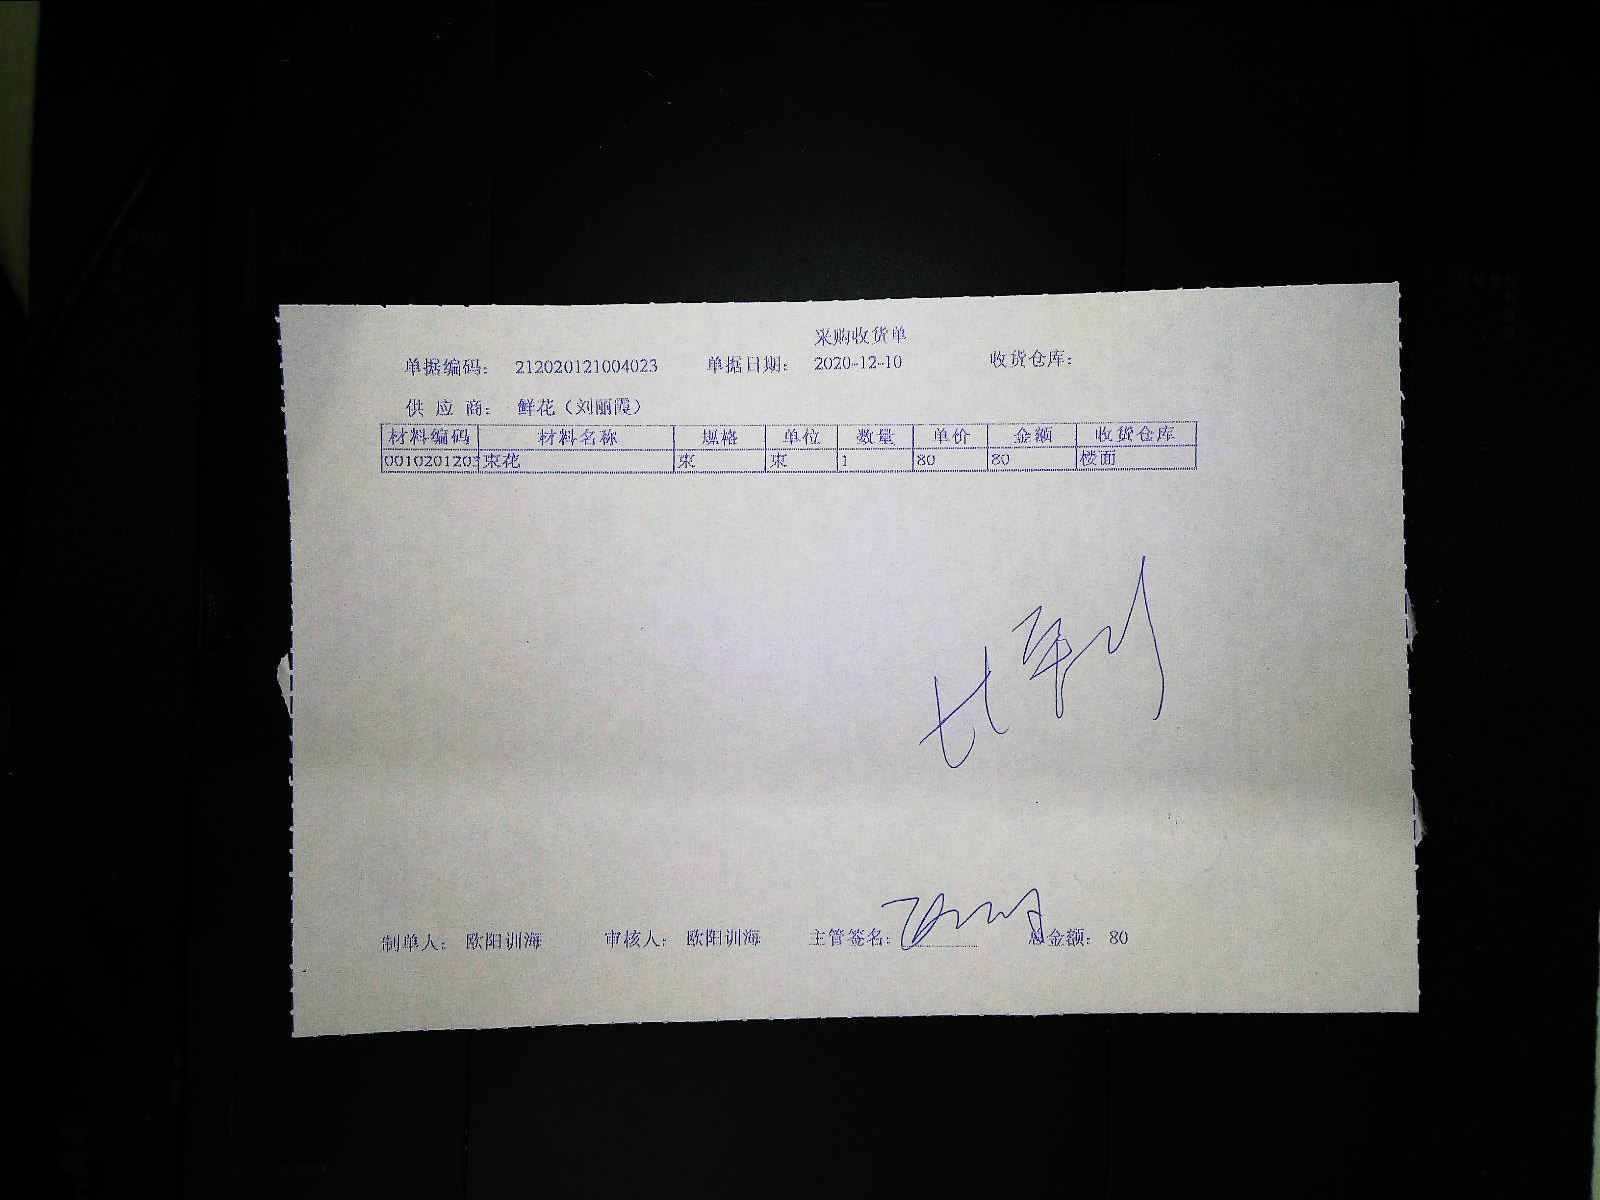 采购收货单
单据编码: 212020121004023 单据日期: 2020-12-10 收货仓库:
供 应 商: 鲜花（刘丽霞）
材料编码 材料名称 规格 单位 数量 单价 金额 收货仓库
0010201203 束花 束 束 1 80 80 楼面
制单人: 欧阳训海 审核人: 欧阳训海 主管签名: 总金额: 80